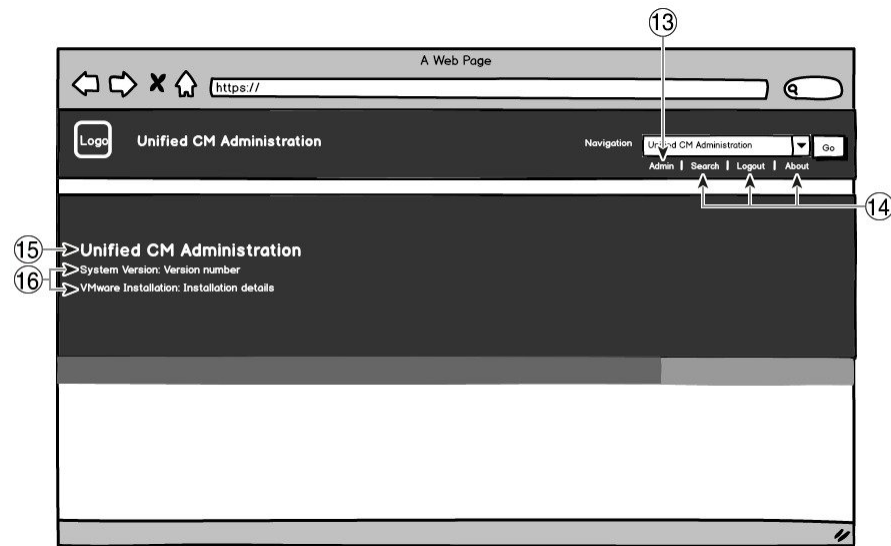 13
A Web Page
https://
Logo
Unified CM Administration
Navigation
Unified CM Administration
Go
Admin | Search | Logout | About
14
15
Unified CM Administration
16
System Version: Version number
VMware Installation: Installation details